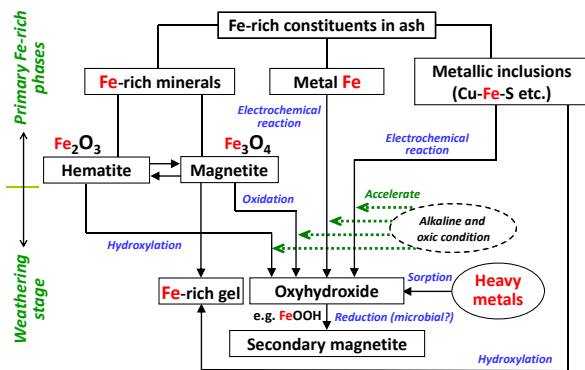 Fe-rich constituents in ash
Primary Fe-rich
phases
Fe-rich minerals
Metal Fe
Metallic inclusions
(Cu-Fe-S etc.)
Electrochemical
reaction
Electrochemical
reaction
Fe₂O₃
Fe₃O₄
Hematite
Magnetite
Accelerate
Oxidation
Alkaline and
oxic condition
Hydroxylation
Weathering
stage
Fe-rich gel
Oxyhydroxide
Sorption
Heavy
metals
e.g. FeOOH
Reduction (microbial?)
Secondary magnetite
Hydroxylation